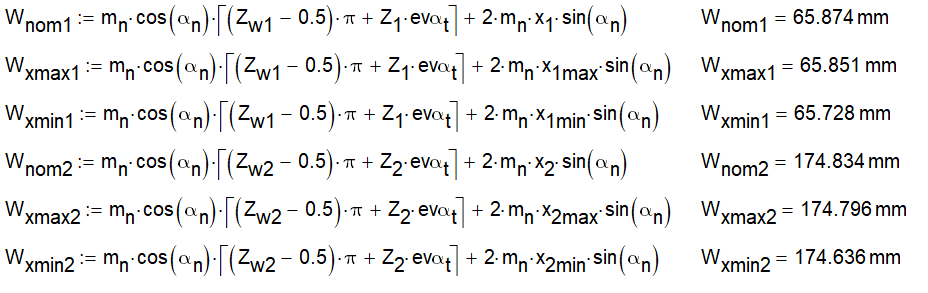 Wnom1 := mn·cos(αn)·⌈(Zw1 − 0.5)·π + Z1·evαt⌉ + 2·mn·x1·sin(αn) Wnom1 = 65.874 mm
Wxmax1 := mn·cos(αn)·⌈(Zw1 − 0.5)·π + Z1·evαt⌉ + 2·mn·x1max·sin(αn) Wxmax1 = 65.851 mm
Wxmin1 := mn·cos(αn)·⌈(Zw1 − 0.5)·π + Z1·evαt⌉ + 2·mn·x1min·sin(αn) Wxmin1 = 65.728 mm
Wnom2 := mn·cos(αn)·⌈(Zw2 − 0.5)·π + Z2·evαt⌉ + 2·mn·x2·sin(αn) Wnom2 = 174.834 mm
Wxmax2 := mn·cos(αn)·⌈(Zw2 − 0.5)·π + Z2·evαt⌉ + 2·mn·x2max·sin(αn) Wxmax2 = 174.796 mm
Wxmin2 := mn·cos(αn)·⌈(Zw2 − 0.5)·π + Z2·evαt⌉ + 2·mn·x2min·sin(αn) Wxmin2 = 174.636 mm